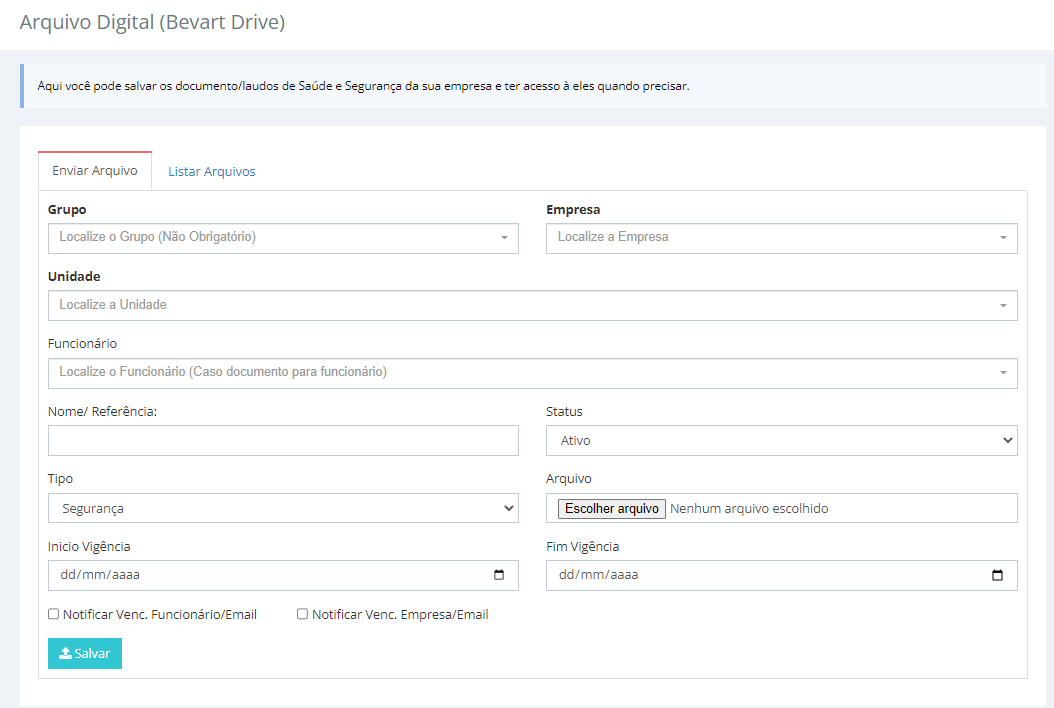 Arquivo Digital (Bevart Drive)
Aqui você pode salvar os documento/laudos de Saúde e Segurança da sua empresa e ter acesso à eles quando precisar.
Enviar Arquivo Listar Arquivos
Grupo Empresa
Localize o Grupo (Não Obrigatório) Localize a Empresa
Unidade
Localize a Unidade
Funcionário
Localize o Funcionário (Caso documento para funcionário)
Nome/ Referência: Status
Ativo
Tipo Arquivo
Segurança Escolher arquivo Nenhum arquivo escolhido
Inicio Vigência Fim Vigência
dd/mm/aaaa dd/mm/aaaa
Notificar Venc. Funcionário/Email Notificar Venc. Empresa/Email
Salvar